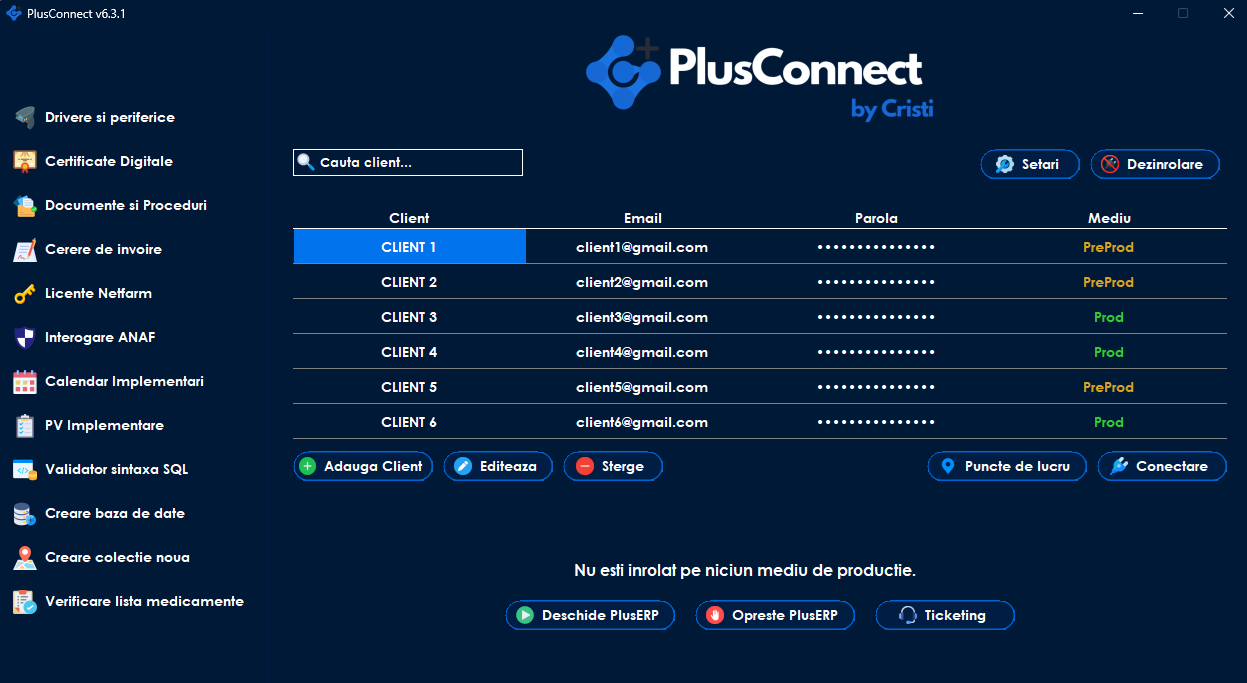 PlusConnect v6.3.1
PlusConnect
by Cristi
Drivere si periferice
Certificate Digitale
Documente si Proceduri
Cerere de invoire
Licente Netfarm
Interogare ANAF
Calendar Implementari
PV Implementare
Validator sintaxa SQL
Creare baza de date
Creare colectie noua
Verificare lista medicamente
Cauta client...
Setari
Dezinrolare
Client Email Parola Mediu
CLIENT 1 client1@gmail.com ••••••••••••••• PreProd
CLIENT 2 client2@gmail.com ••••••••••••••• PreProd
CLIENT 3 client3@gmail.com ••••••••••••••• Prod
CLIENT 4 client4@gmail.com ••••••••••••••• Prod
CLIENT 5 client5@gmail.com ••••••••••••••• PreProd
CLIENT 6 client6@gmail.com ••••••••••••••• Prod
Adauga Client Editeaza Sterge Puncte de lucru Conectare
Nu esti inrolat pe niciun mediu de productie.
Deschide PlusERP Opreste PlusERP Ticketing